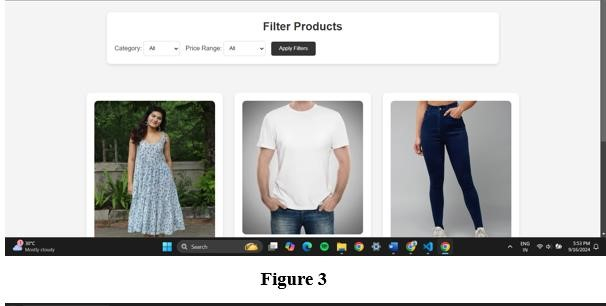 Filter Products
Category: All Price Range: All Apply Filters
30°C
Mostly cloudy
Search
ENG
IN
5:53 PM
9/16/2024
Figure 3